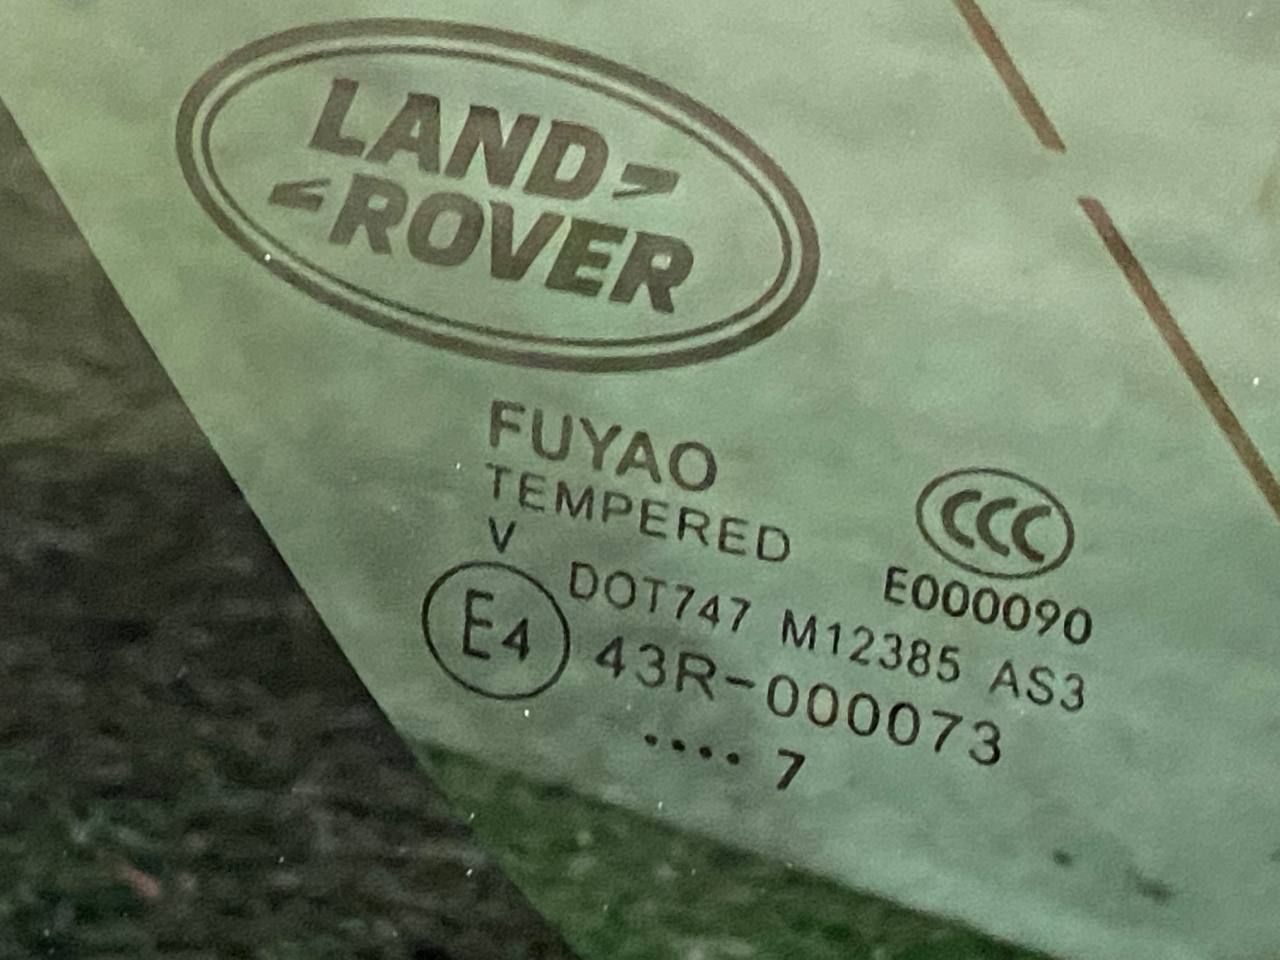 LAND
ROVER
FUYAO
TEMPERED
V
CCC
E000090
DOT747 M12385 AS3
E4 43R-000073
•••• 7